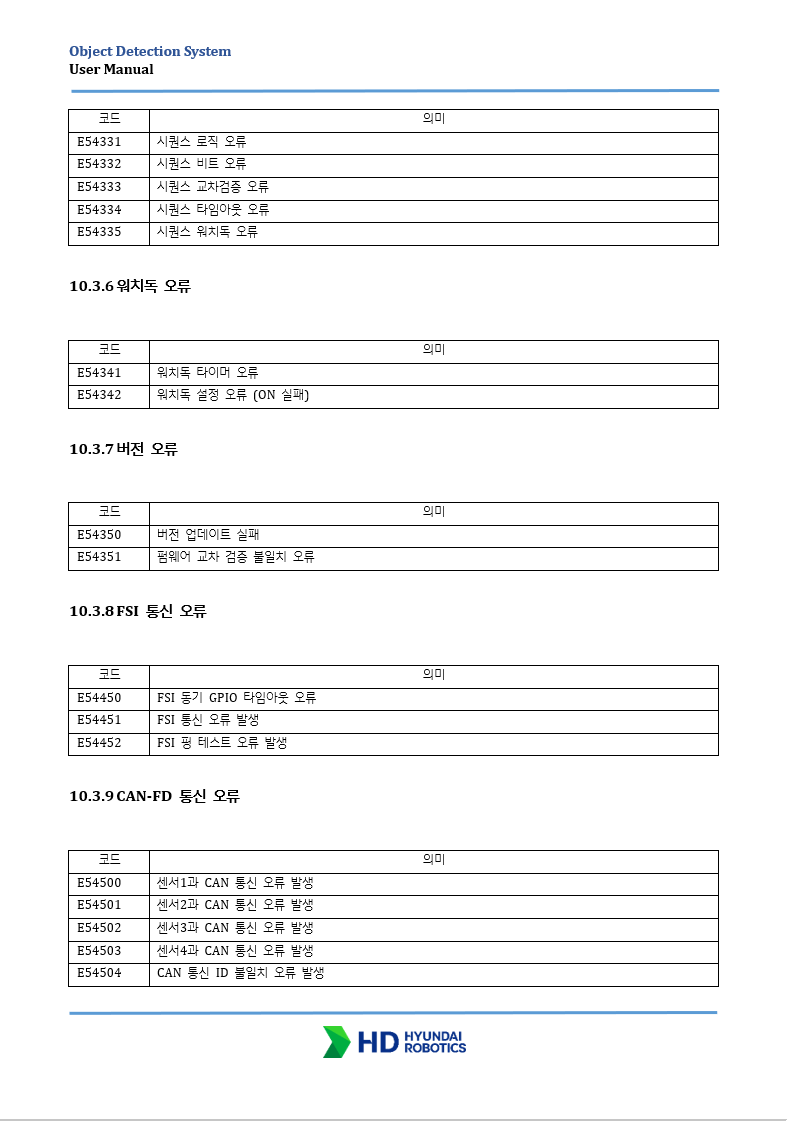 Object Detection System
User Manual
코드 의미
E54331 시퀀스 로직 오류
E54332 시퀀스 비트 오류
E54333 시퀀스 교차검증 오류
E54334 시퀀스 타임아웃 오류
E54335 시퀀스 워치독 오류
10.3.6 워치독 오류
코드 의미
E54341 워치독 타이머 오류
E54342 워치독 설정 오류 (ON 실패)
10.3.7 버전 오류
코드 의미
E54350 버전 업데이트 실패
E54351 펌웨어 교차 검증 불일치 오류
10.3.8 FSI 통신 오류
코드 의미
E54450 FSI 동기 GPIO 타임아웃 오류
E54451 FSI 통신 오류 발생
E54452 FSI 핑 테스트 오류 발생
10.3.9 CAN-FD 통신 오류
코드 의미
E54500 센서1과 CAN 통신 오류 발생
E54501 센서2과 CAN 통신 오류 발생
E54502 센서3과 CAN 통신 오류 발생
E54503 센서4과 CAN 통신 오류 발생
E54504 CAN 통신 ID 불일치 오류 발생
HD HYUNDAI
ROBOTICS